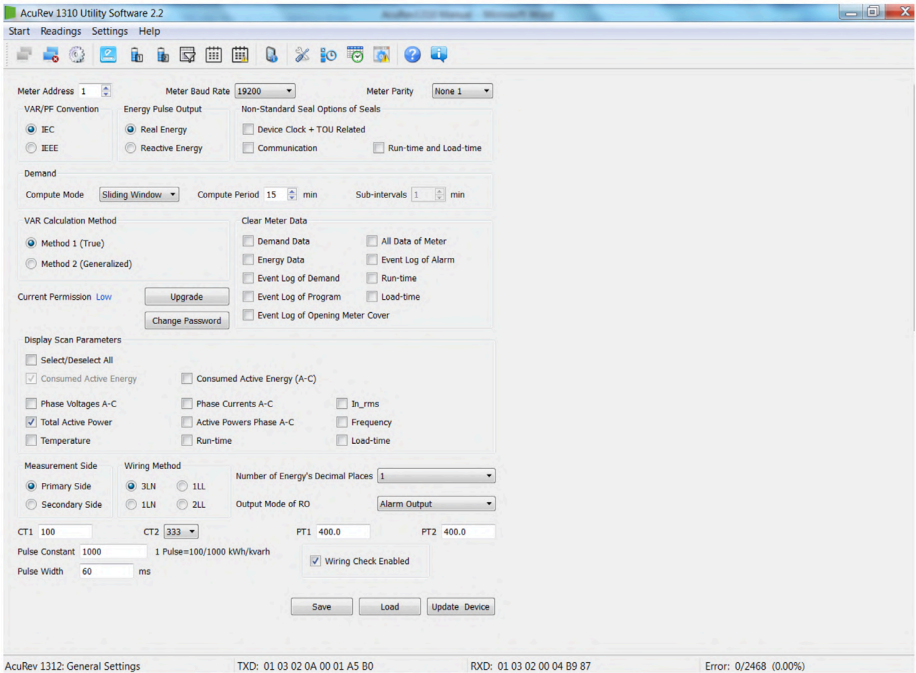 AcuRev 1310 Utility Software 2.2
Start Readings Settings Help
Meter Address 1 Meter Baud Rate 19200 Meter Parity None 1
VAR/PF Convention Energy Pulse Output Non-Standard Seal Options of Seals
IEC Real Energy Device Clock + TOU Related
IEEE Reactive Energy Communication Run-time and Load-time
Demand
Compute Mode Sliding Window Compute Period 15 min Sub-intervals 1 min
VAR Calculation Method Clear Meter Data
Method 1 (True) Demand Data All Data of Meter
Method 2 (Generalized) Energy Data Event Log of Alarm
Event Log of Demand Run-time
Current Permission Low Upgrade Event Log of Program Load-time
Change Password Event Log of Opening Meter Cover
Display Scan Parameters
Select/Deselect All
Consumed Active Energy Consumed Active Energy (A-C)
Phase Voltages A-C Phase Currents A-C In_rms
Total Active Power Active Powers Phase A-C Frequency
Temperature Run-time Load-time
Measurement Side Wiring Method Number of Energy's Decimal Places 1
Primary Side 3LN 1LL
Secondary Side 1LN 2LL Output Mode of RO Alarm Output
CT1 100 CT2 333 PT1 400.0 PT2 400.0
Pulse Constant 1000 1 Pulse=100/1000 kWh/kvarh Wiring Check Enabled
Pulse Width 60 ms
Save Load Update Device
AcuRev 1312: General Settings TXD: 01 03 02 0A 00 01 A5 B0 RXD: 01 03 02 00 04 B9 87 Error: 0/2468 (0.00%)